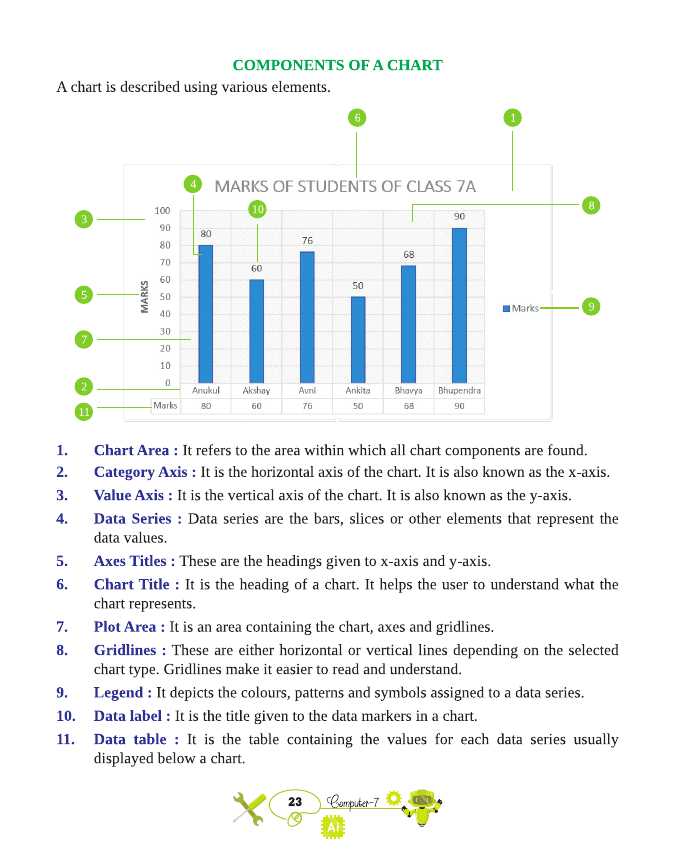 COMPONENTS OF A CHART
A chart is described using various elements.
6
1
4
MARKS OF STUDENTS OF CLASS 7A
10
8
3
100
90
80
70
60
50
40
30
20
10
0
80
60
76
50
68
90
5
MARKS
Marks
9
7
2
Anukul Akshay Avni Ankita Bhavya Bhupendra
11
Marks 80 60 76 50 68 90
1. Chart Area : It refers to the area within which all chart components are found.
2. Category Axis : It is the horizontal axis of the chart. It is also known as the x-axis.
3. Value Axis : It is the vertical axis of the chart. It is also known as the y-axis.
4. Data Series : Data series are the bars, slices or other elements that represent the
data values.
5. Axes Titles : These are the headings given to x-axis and y-axis.
6. Chart Title : It is the heading of a chart. It helps the user to understand what the
chart represents.
7. Plot Area : It is an area containing the chart, axes and gridlines.
8. Gridlines : These are either horizontal or vertical lines depending on the selected
chart type. Gridlines make it easier to read and understand.
9. Legend : It depicts the colours, patterns and symbols assigned to a data series.
10. Data label : It is the title given to the data markers in a chart.
11. Data table : It is the table containing the values for each data series usually
displayed below a chart.
23 Computer-7
AI